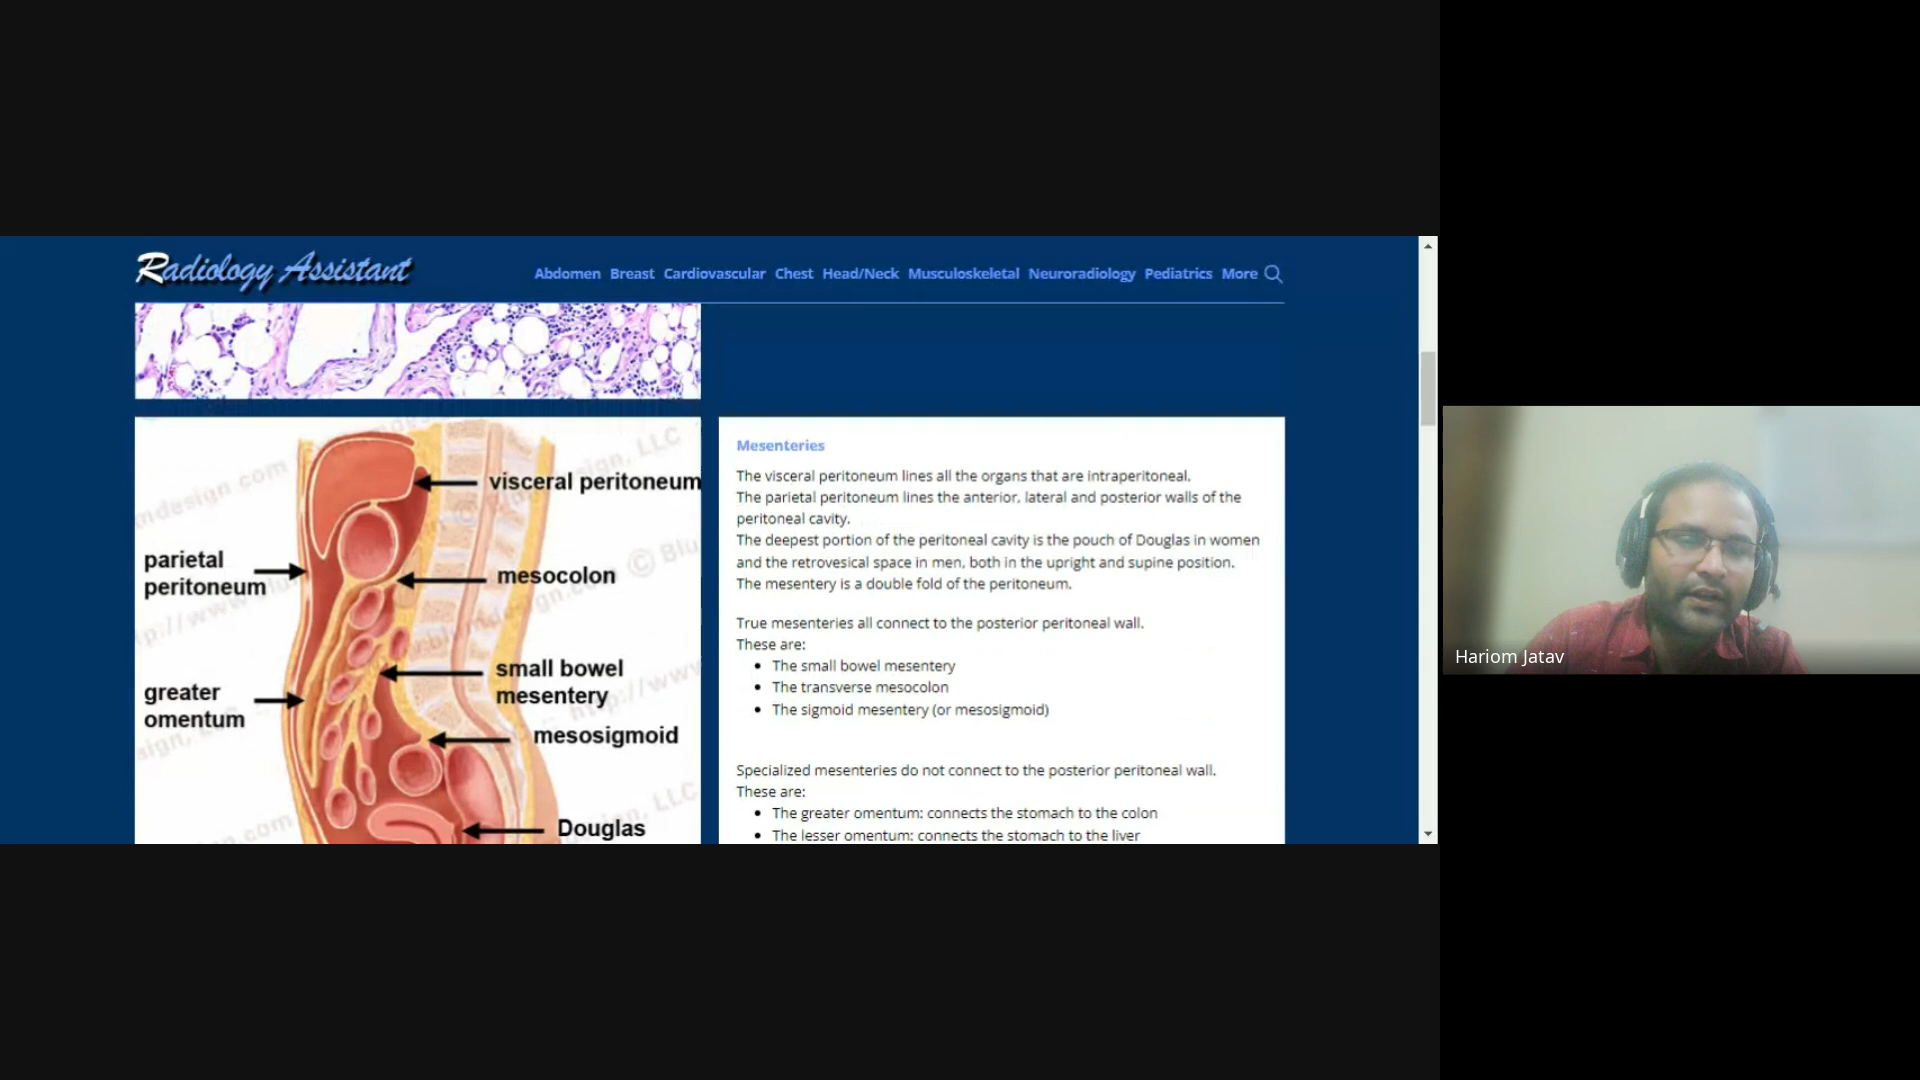 Radiology Assistant
Abdomen Breast Cardiovascular Chest Head/Neck Musculoskeletal Neuroradiology Pediatrics More
visceral peritoneum
parietal
peritoneum
mesocolon
small bowel
mesentery
greater
omentum
mesosigmoid
Douglas
Mesenteries
The visceral peritoneum lines all the organs that are intraperitoneal.
The parietal peritoneum lines the anterior, lateral and posterior walls of the
peritoneal cavity.
The deepest portion of the peritoneal cavity is the pouch of Douglas in women
and the retrovesical space in men, both in the upright and supine position.
The mesentery is a double fold of the peritoneum.
True mesenteries all connect to the posterior peritoneal wall.
These are:
• The small bowel mesentery
• The transverse mesocolon
• The sigmoid mesentery (or mesosigmoid)
Specialized mesenteries do not connect to the posterior peritoneal wall.
These are:
• The greater omentum: connects the stomach to the colon
• The lesser omentum: connects the stomach to the liver
Hariom Jatav